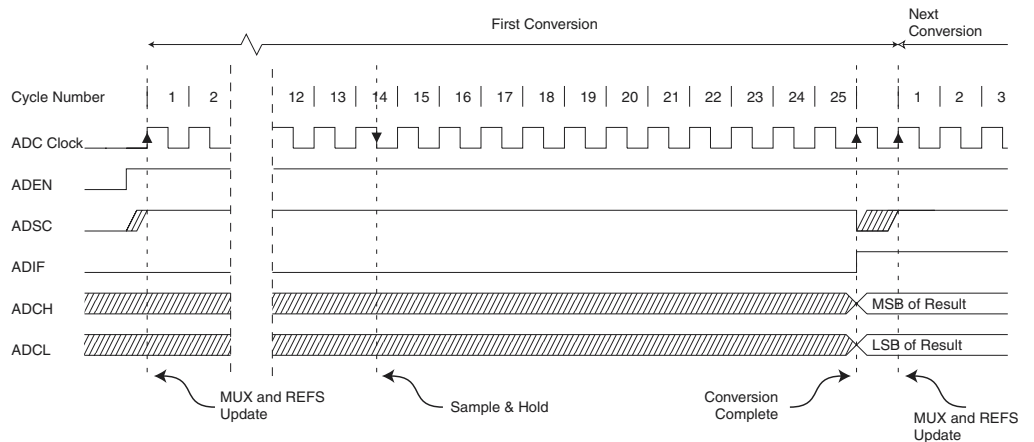 First Conversion
Next
Conversion
Cycle Number 1 2 12 13 14 15 16 17 18 19 20 21 22 23 24 25 1 2 3
ADC Clock
ADEN
ADSC
ADIF
ADCH MSB of Result
ADCL LSB of Result
MUX and REFS
Update
Sample & Hold
Conversion
Complete
MUX and REFS
Update